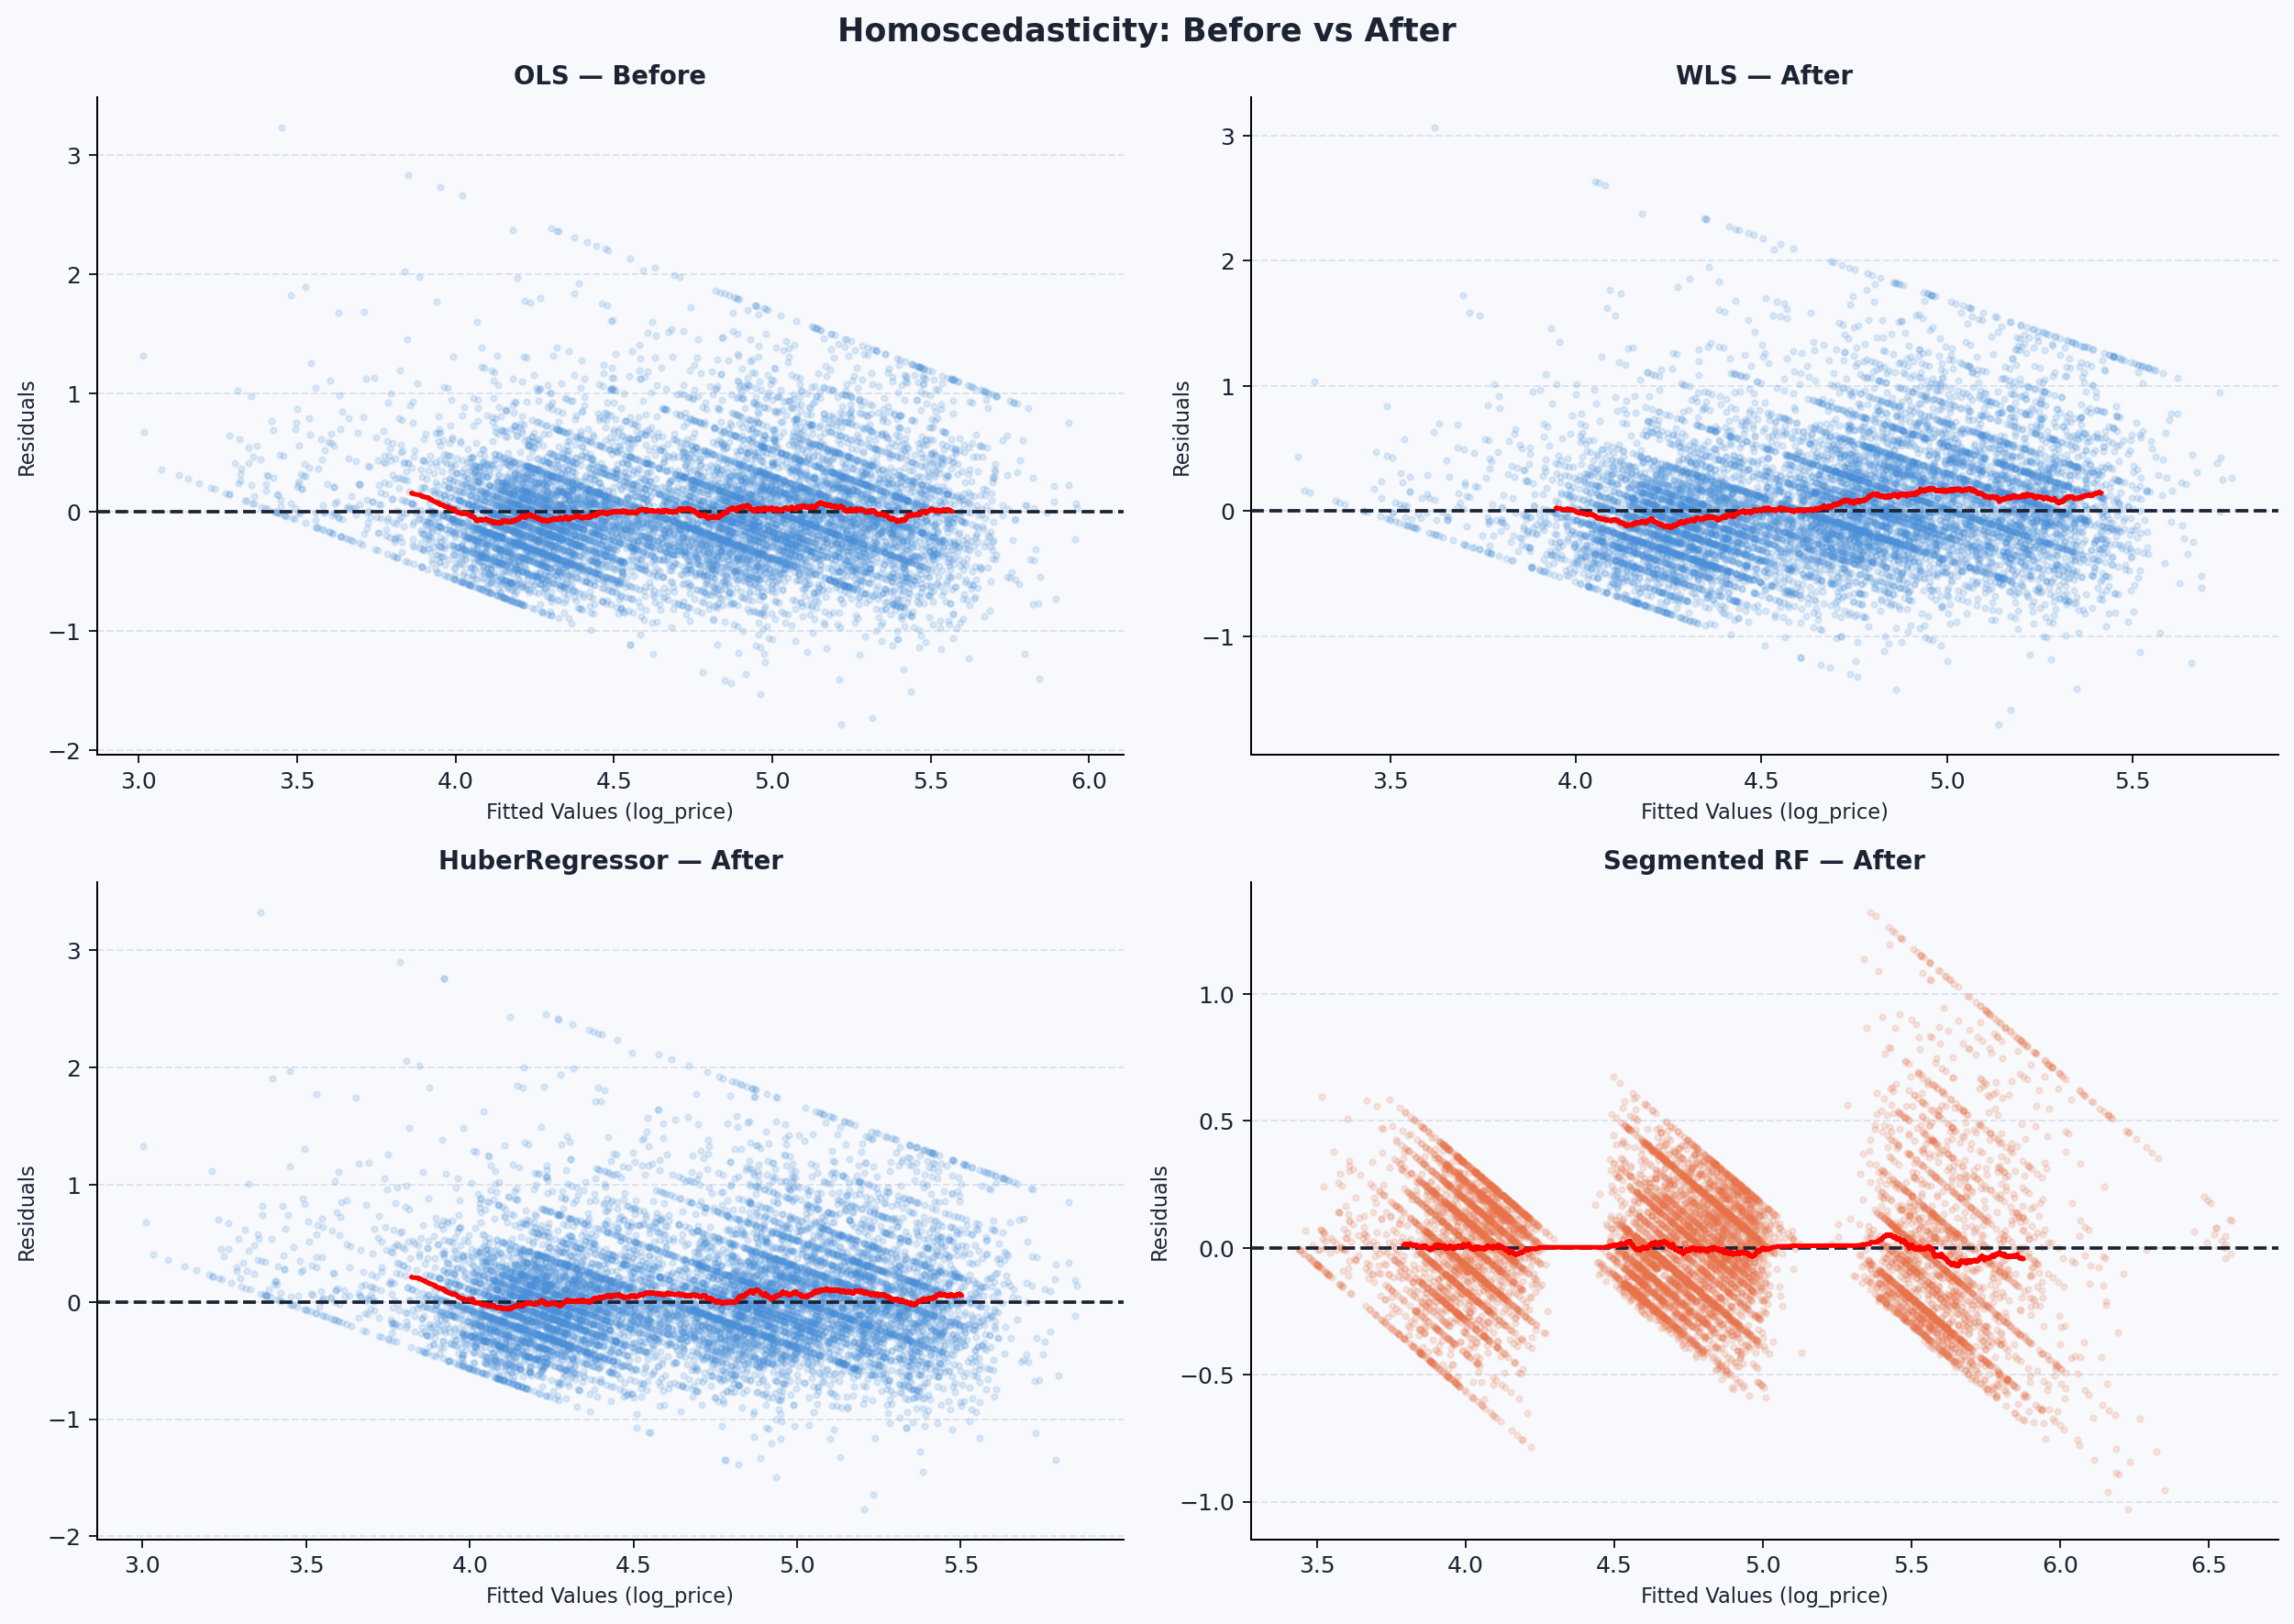 Homoscedasticity: Before vs After
OLS — Before
3
2
1
0
−1
−2
Residuals
3.0 3.5 4.0 4.5 5.0 5.5 6.0
Fitted Values (log_price)
WLS — After
3
2
1
0
−1
Residuals
3.5 4.0 4.5 5.0 5.5
Fitted Values (log_price)
HuberRegressor — After
3
2
1
0
−1
−2
Residuals
3.0 3.5 4.0 4.5 5.0 5.5
Fitted Values (log_price)
Segmented RF — After
1.0
0.5
0.0
−0.5
−1.0
Residuals
3.5 4.0 4.5 5.0 5.5 6.0 6.5
Fitted Values (log_price)